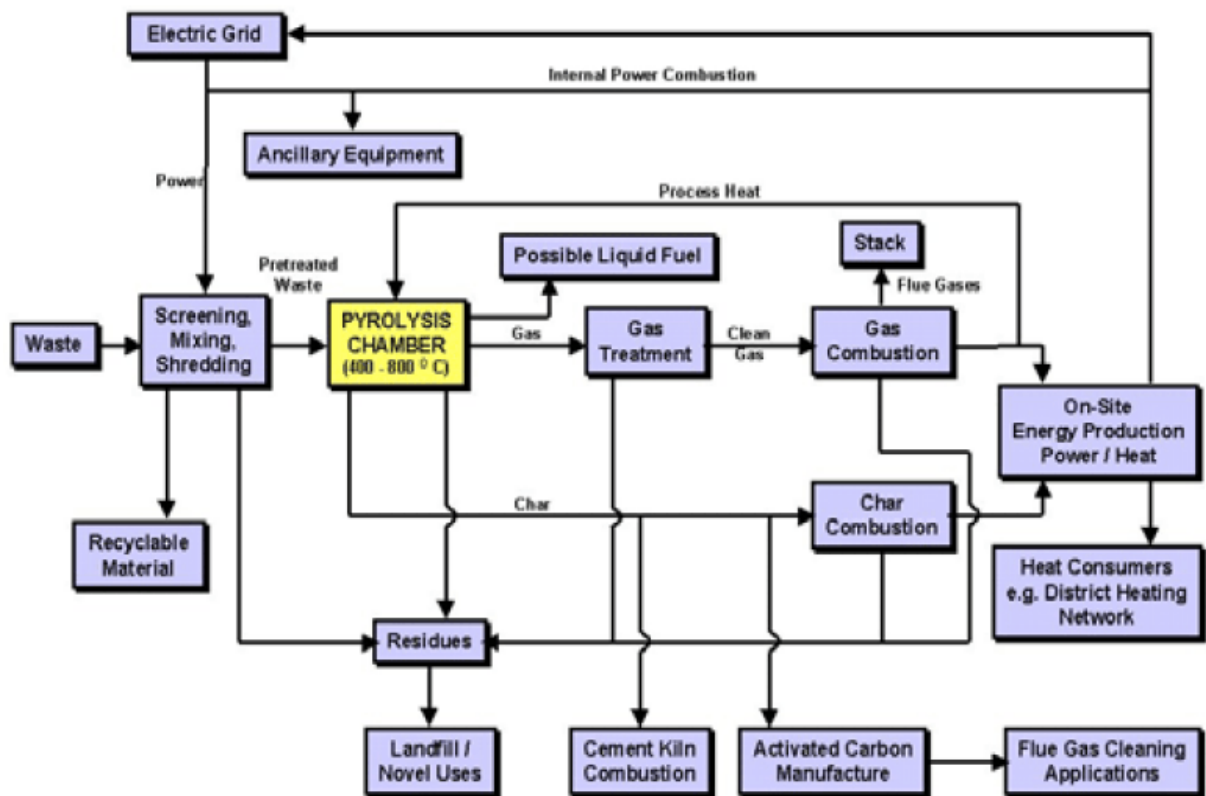 Electric Grid
Internal Power Combustion
Ancillary Equipment
Power
Process Heat
Stack
Possible Liquid Fuel
Flue Gases
Pretreated
Waste
Waste
Screening,
Mixing,
Shredding
PYROLYSIS
CHAMBER
(400 - 800 ⁰ C)
Gas
Gas
Treatment
Clean
Gas
Gas
Combustion
On-Site
Energy Production
Power / Heat
Char
Char
Combustion
Recyclable
Material
Heat Consumers
e.g. District Heating
Network
Residues
Landfill /
Novel Uses
Cement Kiln
Combustion
Activated Carbon
Manufacture
Flue Gas Cleaning
Applications